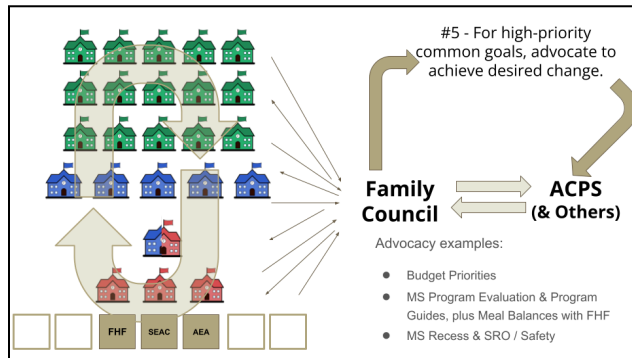 #5 - For high-priority
common goals, advocate to
achieve desired change.
Family
Council
ACPS
(& Others)
Advocacy examples:
● Budget Priorities
● MS Program Evaluation & Program
Guides, plus Meal Balances with FHF
● MS Recess & SRO / Safety
FHF
SEAC
AEA